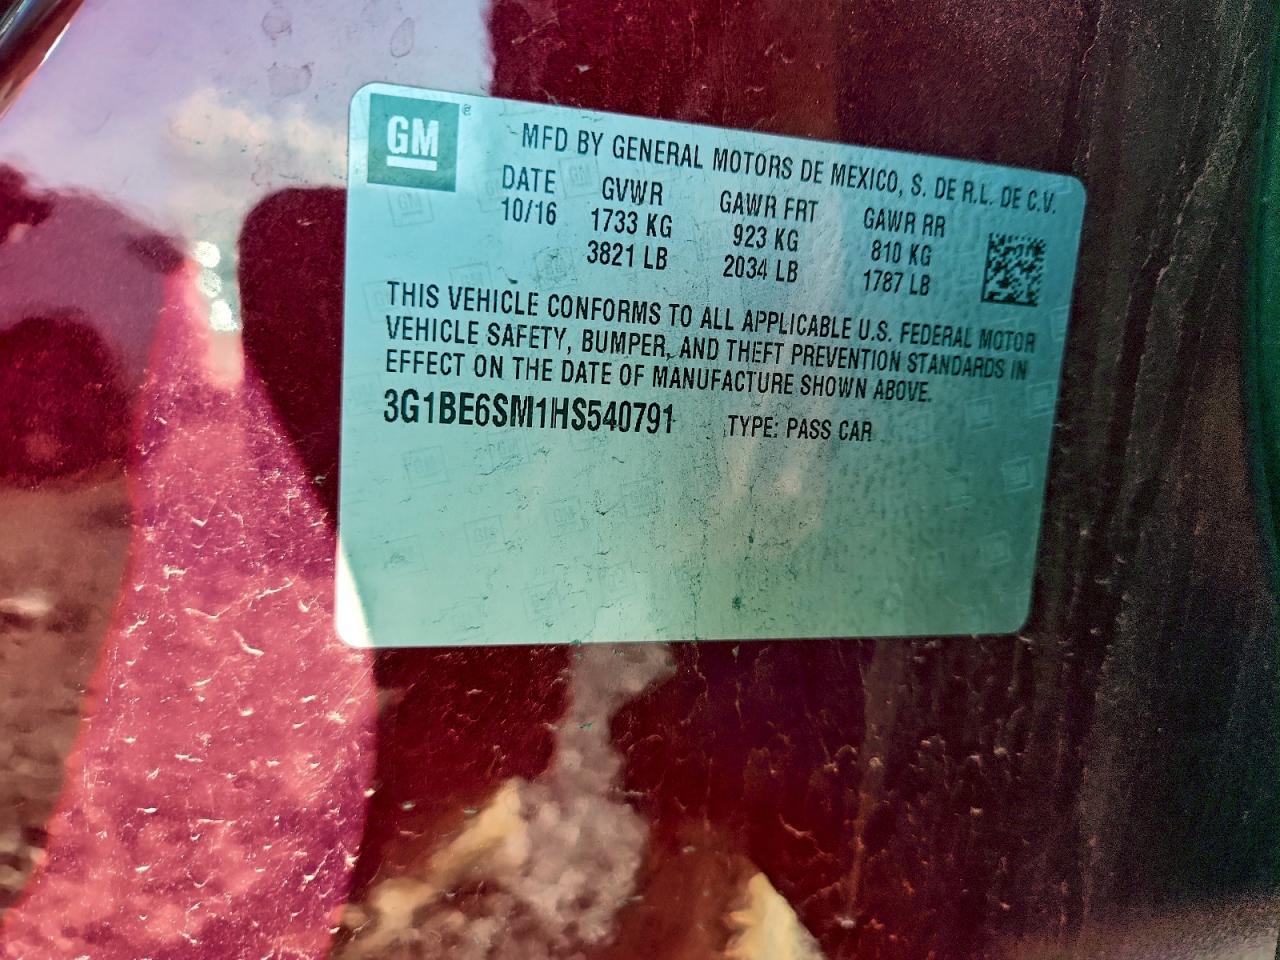 GM
MFD BY GENERAL MOTORS DE MEXICO, S. DE R.L. DE C.V.
DATE GVWR GAWR FRT GAWR RR
10/16 1733 KG 923 KG 810 KG
3821 LB 2034 LB 1787 LB
THIS VEHICLE CONFORMS TO ALL APPLICABLE U.S. FEDERAL MOTOR
VEHICLE SAFETY, BUMPER, AND THEFT PREVENTION STANDARDS IN
EFFECT ON THE DATE OF MANUFACTURE SHOWN ABOVE.
3G1BE6SM1HS540791 TYPE: PASS CAR